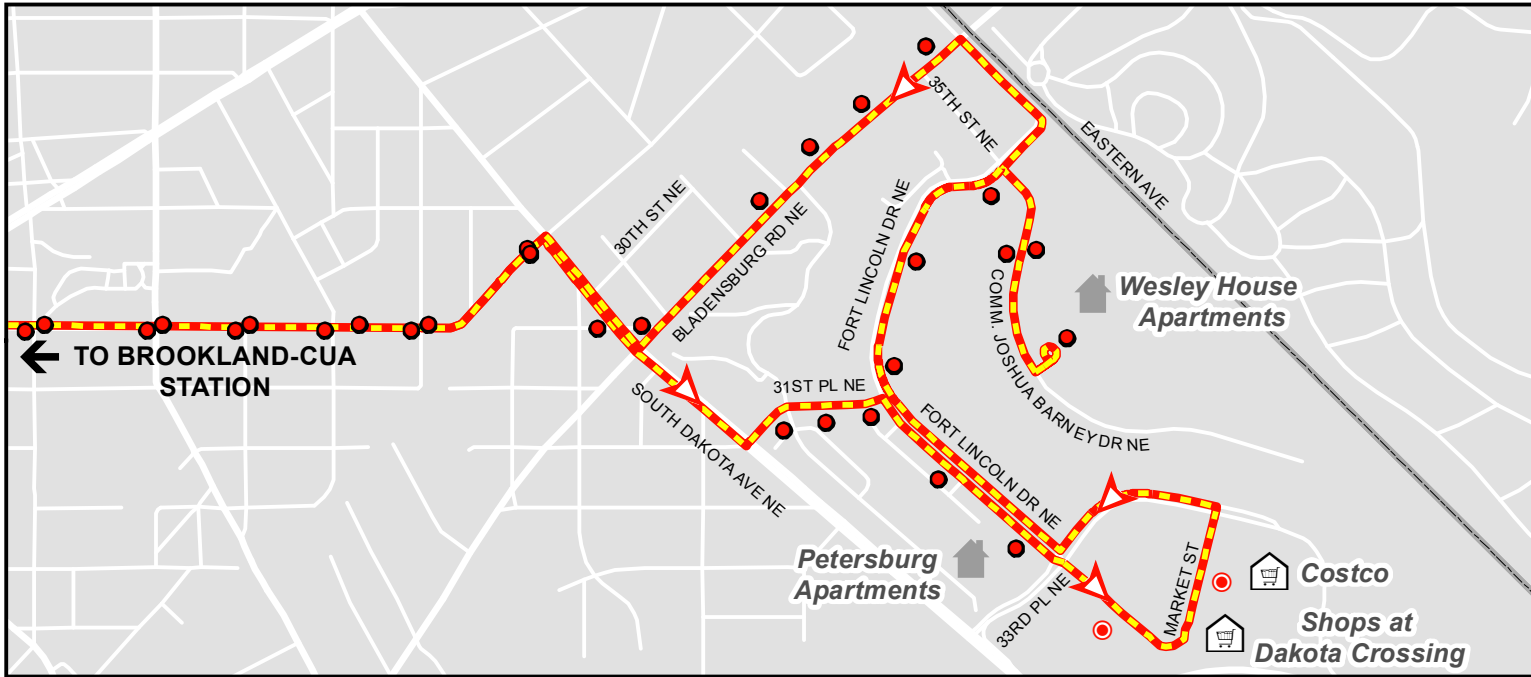 35TH ST NE
EASTERN AVE
30TH ST NE
BLADENSBURG RD NE
FORT LINCOLN DR NE
COMM. JOSHUA BARNEY DR NE
Wesley House
Apartments
TO BROOKLAND-CUA
STATION
31ST PL NE
SOUTH DAKOTA AVE NE
FORT LINCOLN DR NE
Petersburg
Apartments
33RD PL NE
MARKET ST
Costco
Shops at
Dakota Crossing